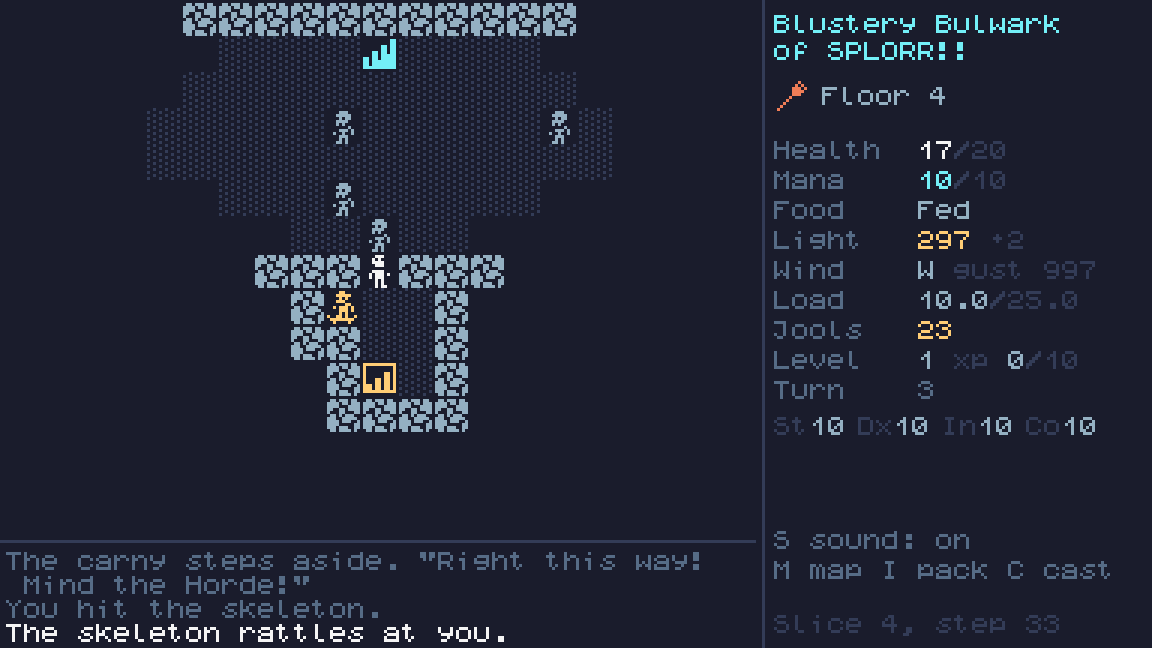 Blustery Bulwark
of SPLORR!!
Floor 4
Health 17/20
Mana 10/10
Food Fed
Light 297 +2
Wind W gust 997
Load 10.0/25.0
Jools 23
Level 1 xp 0/10
Turn 3
St10 Dx10 In10 Co10
S sound: on
M map I pack C cast
Slice 4, step 33
The carny steps aside. "Right this way!
Mind the Horde!"
You hit the skeleton.
The skeleton rattles at you.